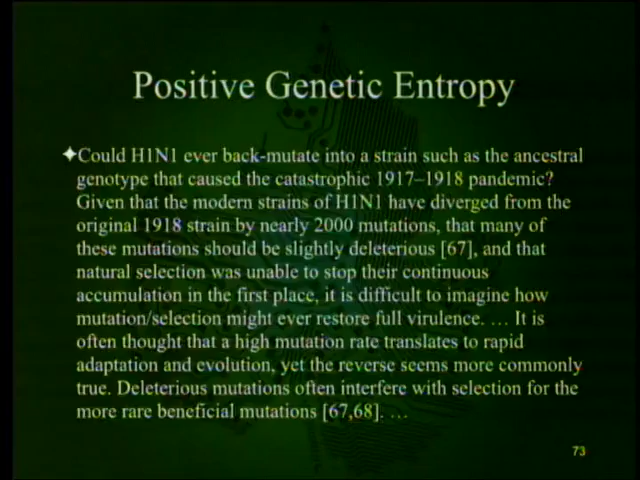 Positive Genetic Entropy
✦Could H1N1 ever back-mutate into a strain such as the ancestral
genotype that caused the catastrophic 1917–1918 pandemic?
Given that the modern strains of H1N1 have diverged from the
original 1918 strain by nearly 2000 mutations, that many of
these mutations should be slightly deleterious [67], and that
natural selection was unable to stop their continuous
accumulation in the first place, it is difficult to imagine how
mutation/selection might ever restore full virulence. … It is
often thought that a high mutation rate translates to rapid
adaptation and evolution, yet the reverse seems more commonly
true. Deleterious mutations often interfere with selection for the
more rare beneficial mutations [67,68]. …
73